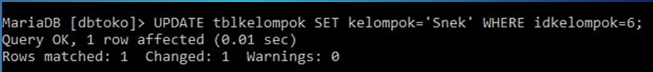 MariaDB [dbtoko]> UPDATE tblkelompok SET kelompok='Snek' WHERE idkelompok=6;
Query OK, 1 row affected (0.01 sec)
Rows matched: 1  Changed: 1  Warnings: 0